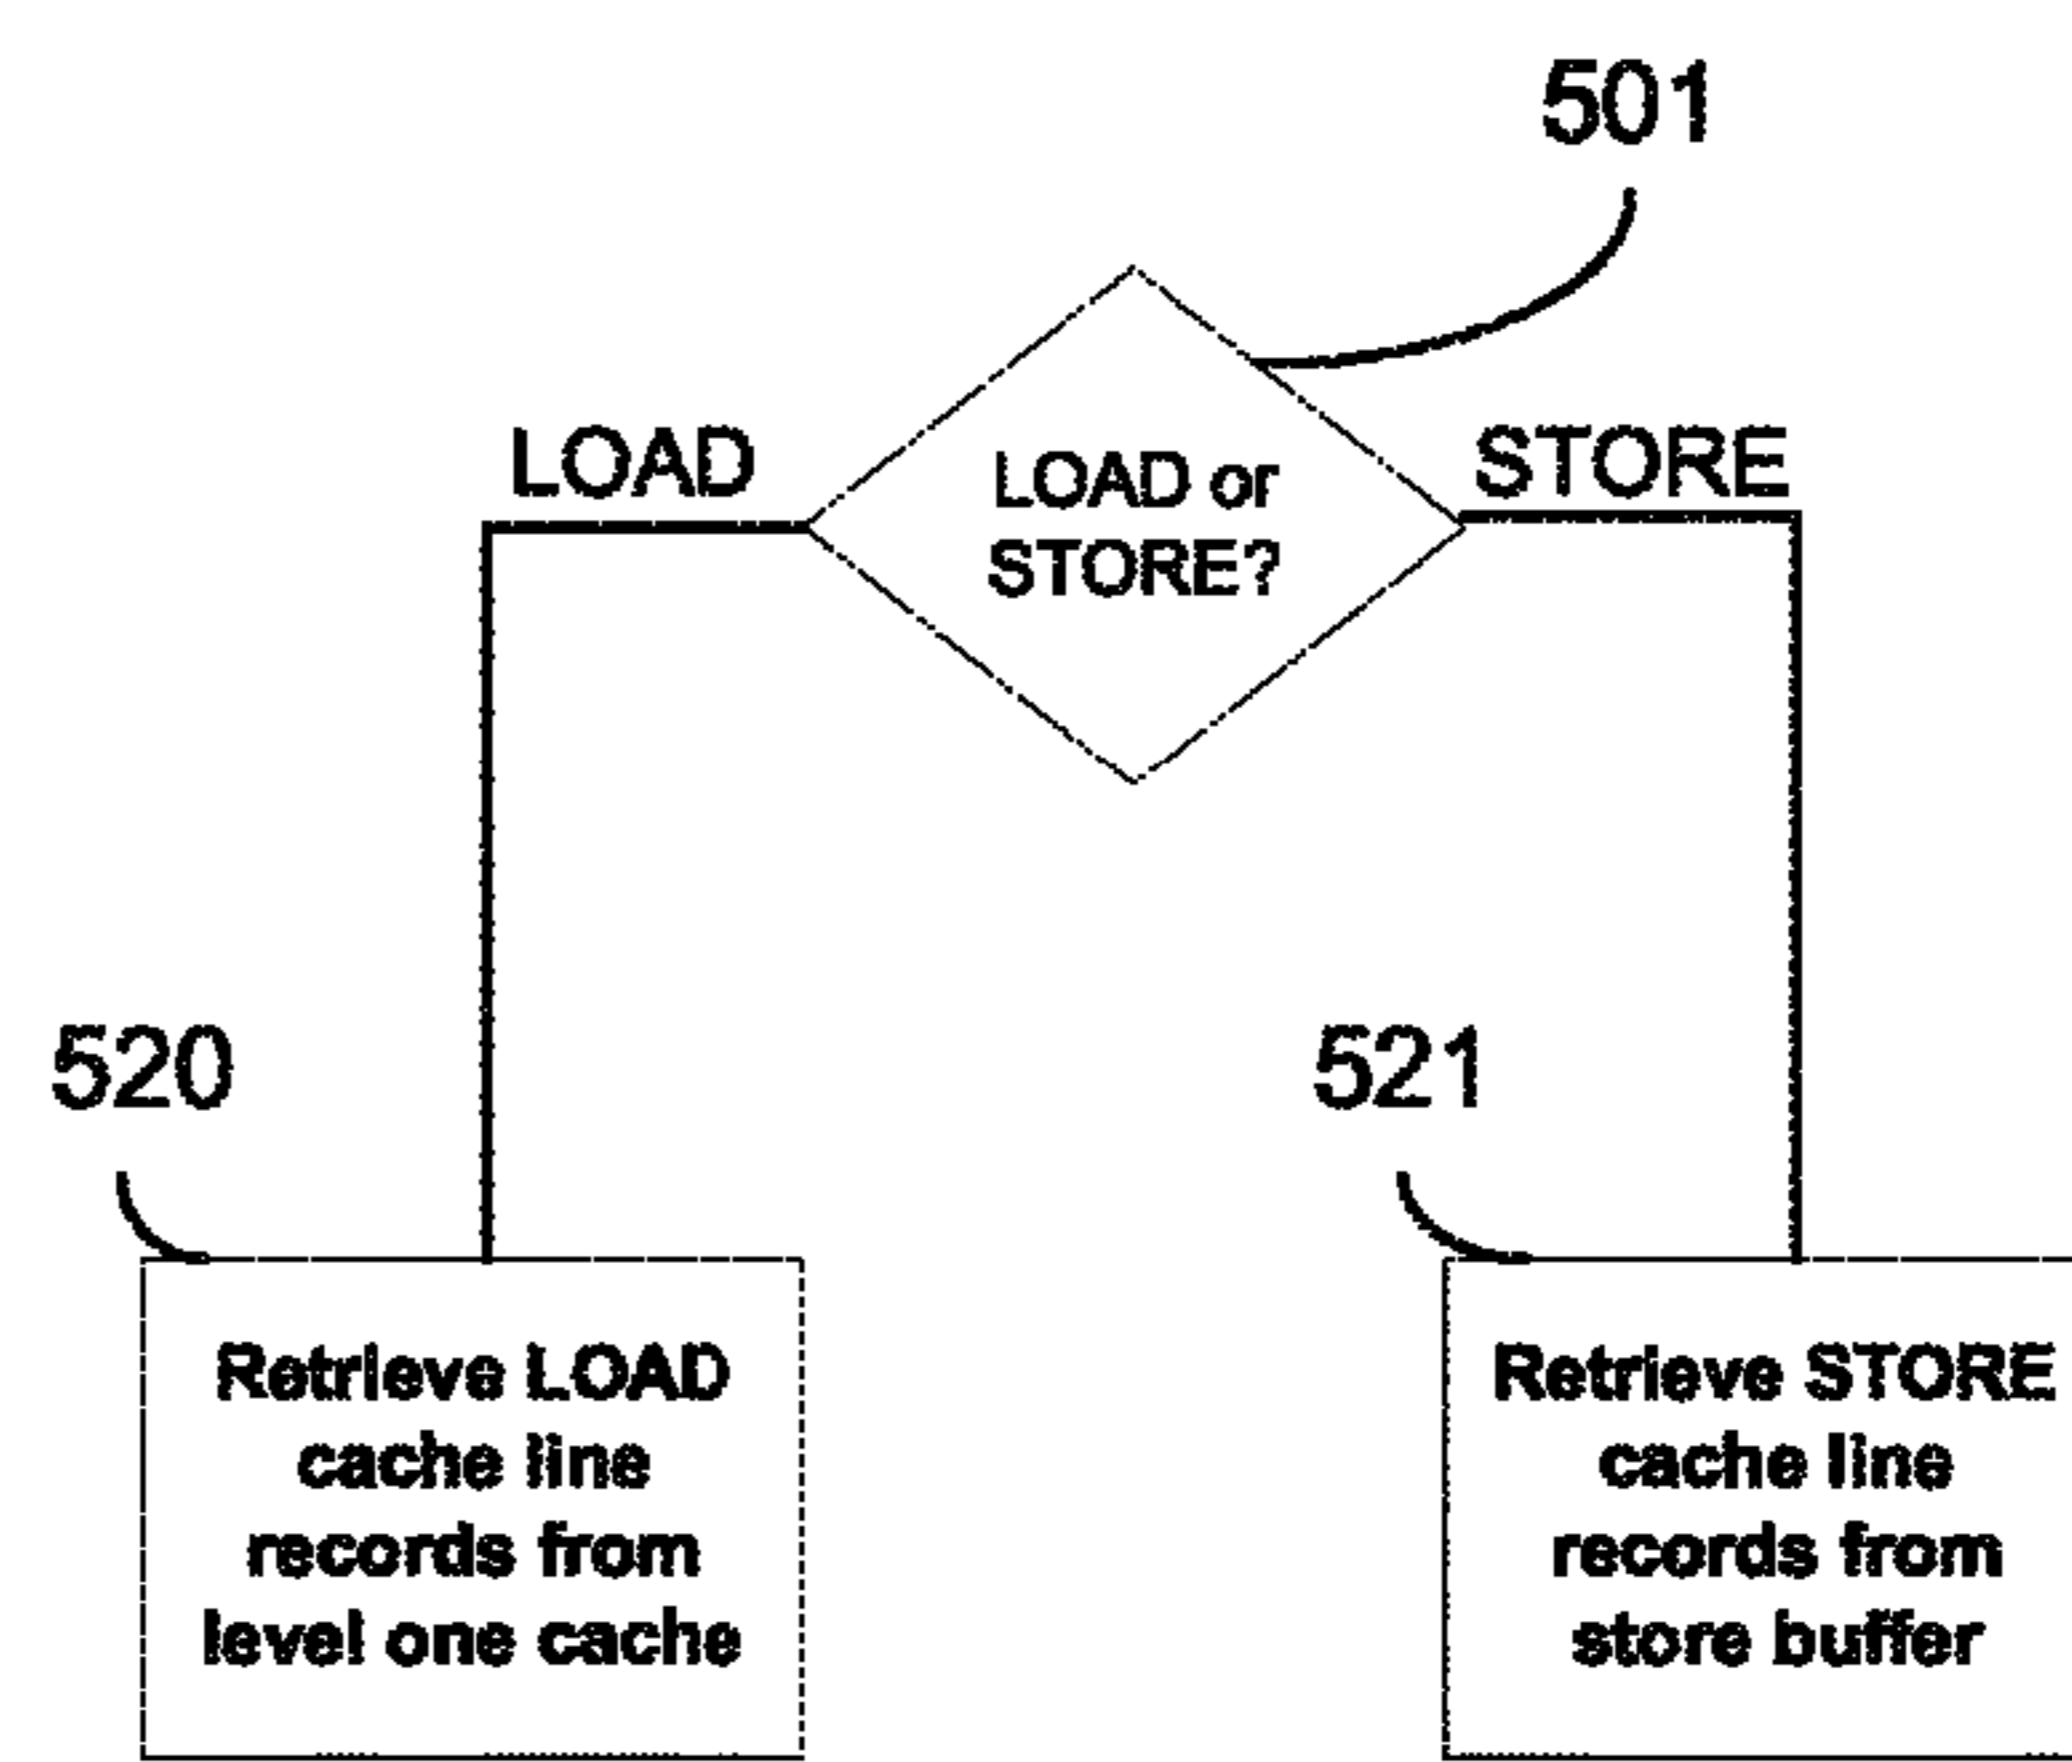 501
LOAD
LOAD or
STORE?
STORE
520
521
Retrieve LOAD
cache line
records from
level one cache
Retrieve STORE
cache line
records from
store buffer